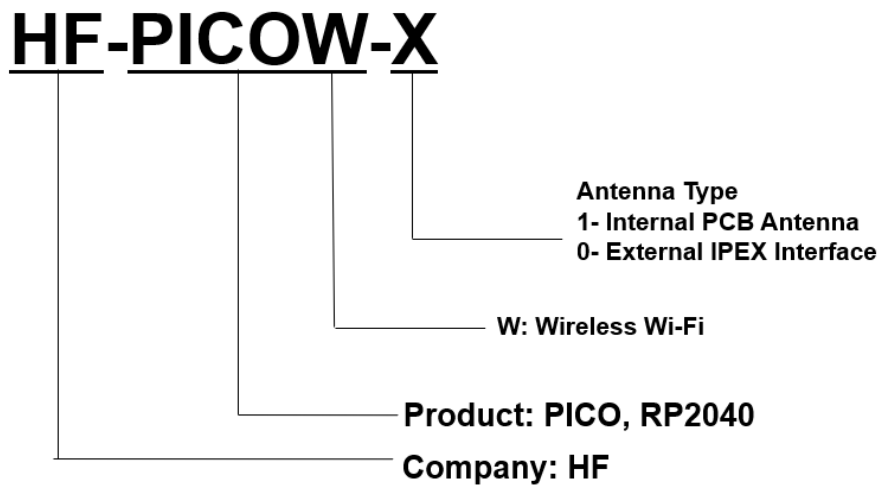 HF-PICOW-X
Antenna Type
1- Internal PCB Antenna
0- External IPEX Interface
W: Wireless Wi-Fi
Product: PICO, RP2040
Company: HF